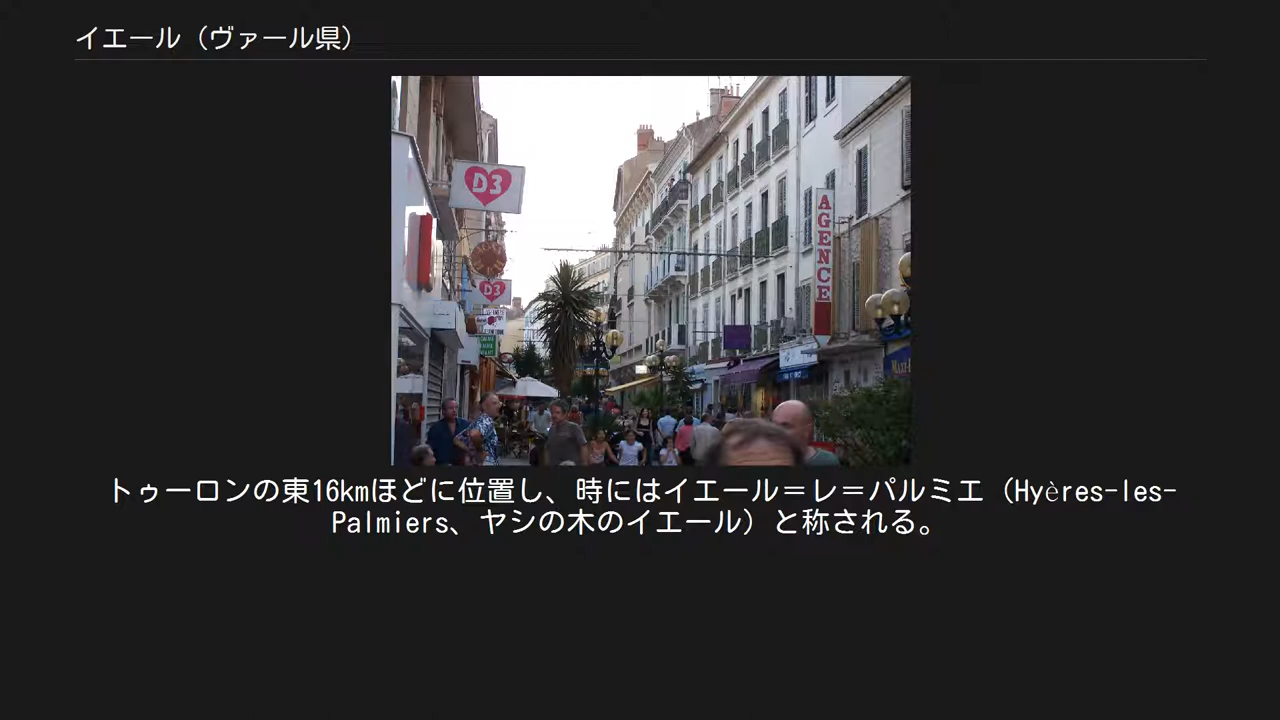 イエール（ヴァール県）
D3
D3
AGENCE
トゥーロンの東16kmほどに位置し、時にはイエール＝レ＝パルミエ（Hyères-les-
Palmiers、ヤシの木のイエール）と称される。